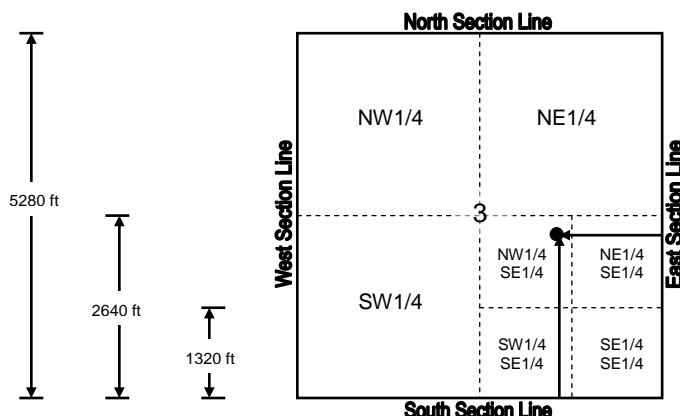 North Section Line
NW1/4
NE1/4
5280 ft
West Section Line
East Section Line
3
NW1/4
SE1/4
NE1/4
SE1/4
2640 ft
SW1/4
1320 ft
SW1/4
SE1/4
SE1/4
SE1/4
South Section Line